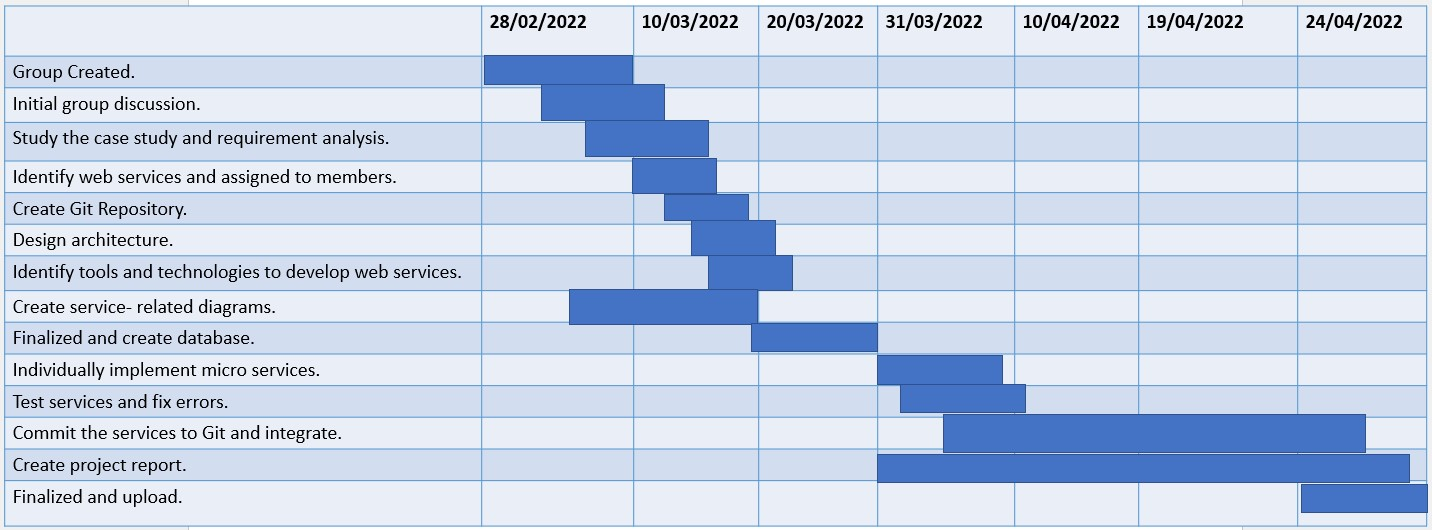 28/02/2022 10/03/2022 20/03/2022 31/03/2022 10/04/2022 19/04/2022 24/04/2022
Group Created.
Initial group discussion.
Study the case study and requirement analysis.
Identify web services and assigned to members.
Create Git Repository.
Design architecture.
Identify tools and technologies to develop web services.
Create service- related diagrams.
Finalized and create database.
Individually implement micro services.
Test services and fix errors.
Commit the services to Git and integrate.
Create project report.
Finalized and upload.